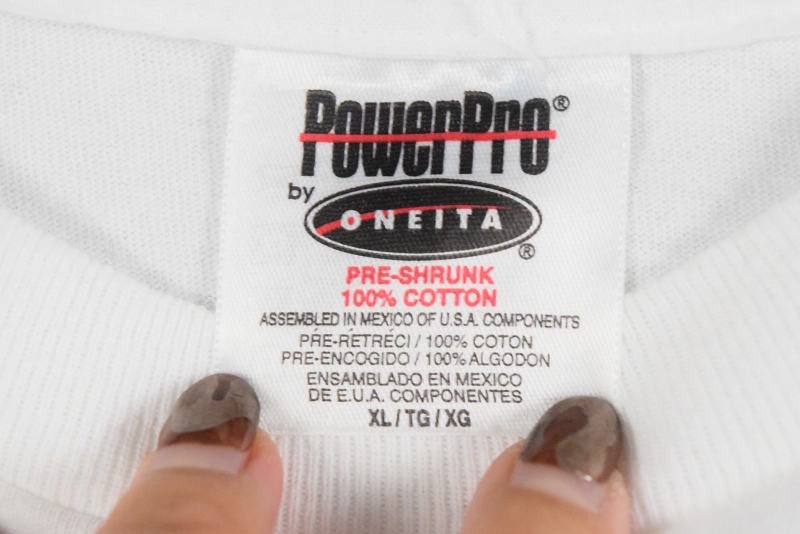 PowerPro®
by ONEITA®
PRE-SHRUNK
100% COTTON
ASSEMBLED IN MEXICO OF U.S.A. COMPONENTS
PRÉ-RÉTRÉCI / 100% COTON
PRE-ENCOGIDO / 100% ALGODON
ENSAMBLADO EN MEXICO
DE E.U.A. COMPONENTES
XL / TG / XG